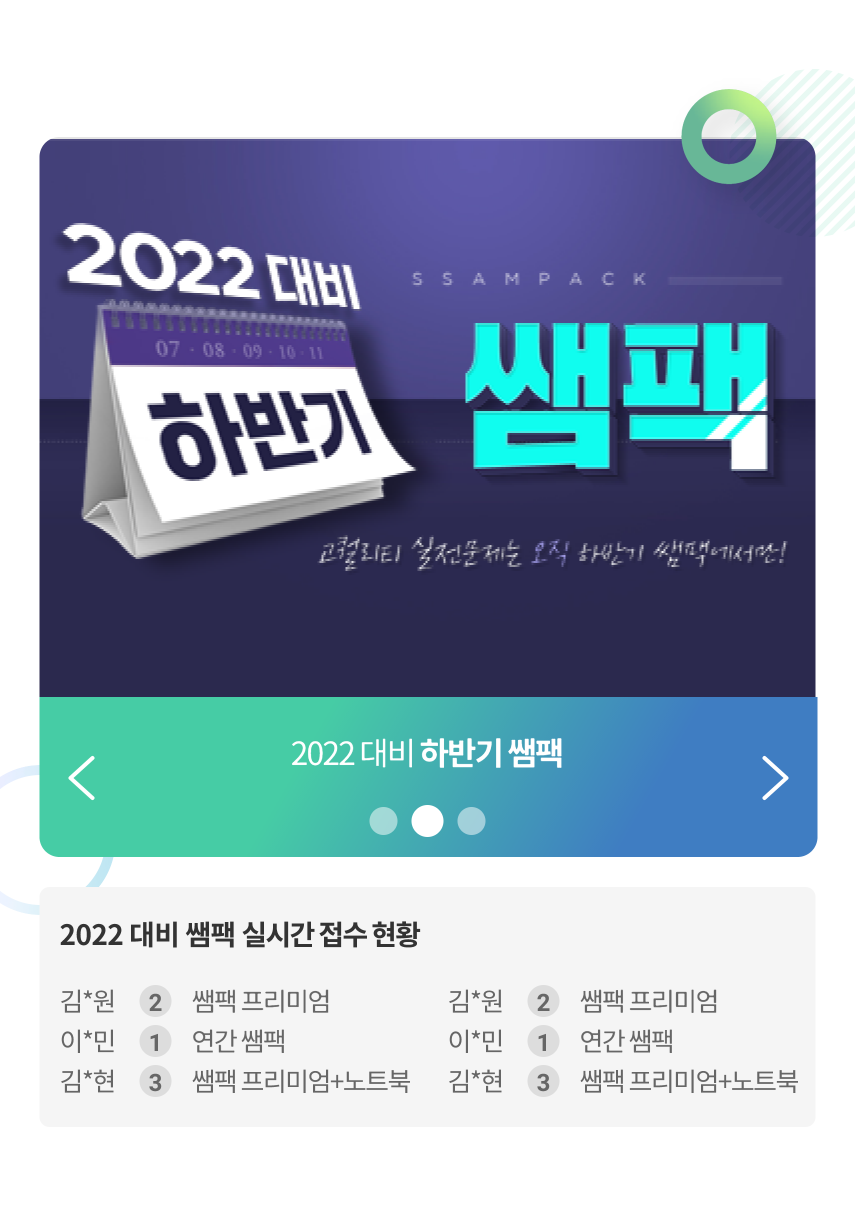 2022 대비
07 · 08 · 09 · 10 · 11
하반기
SSAMPACK
쌤팩
고퀄리티 실전문제는 오직 하반기 쌤팩에서만!
2022 대비 하반기 쌤팩
2022 대비 쌤팩 실시간 접수 현황
김*원 2 쌤팩 프리미엄 김*원 2 쌤팩 프리미엄
이*민 1 연간 쌤팩 이*민 1 연간 쌤팩
김*현 3 쌤팩 프리미엄+노트북 김*현 3 쌤팩 프리미엄+노트북